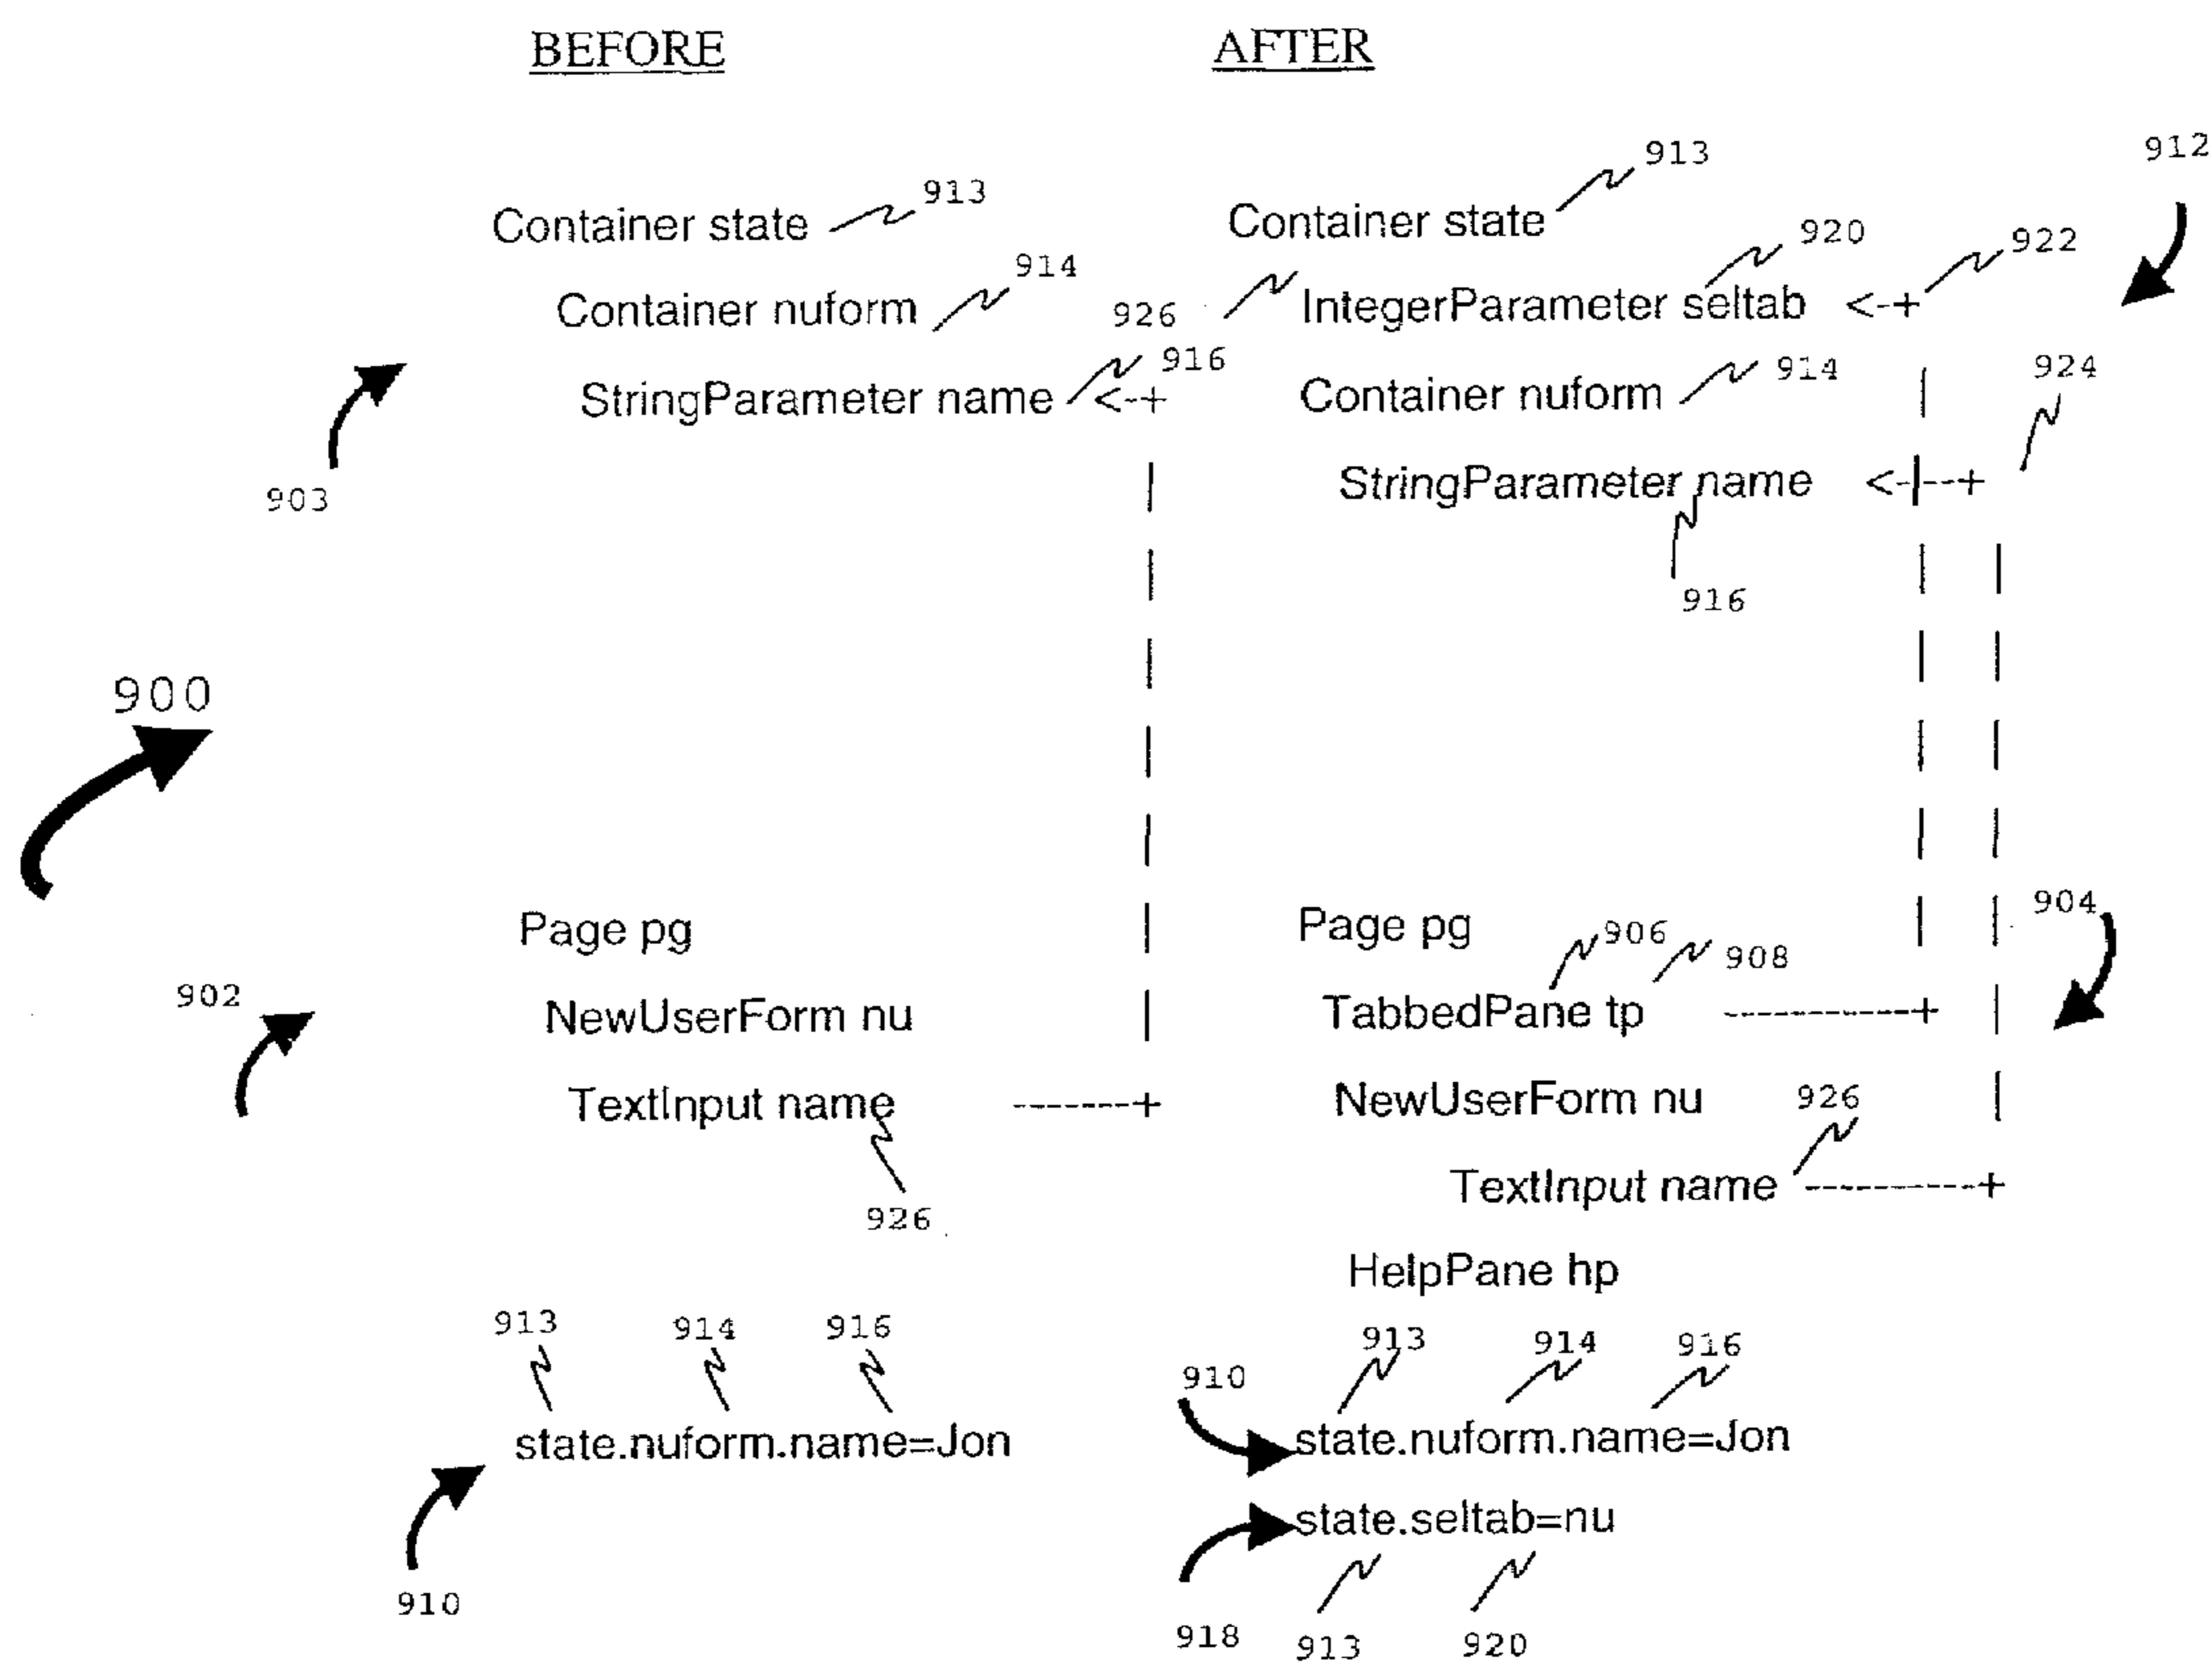 BEFORE
AFTER
913
Container state
914
Container nuform
926
916
StringParameter name <-+
903
913
912
Container state
920
922
IntegerParameter seltab <-+
914
924
Container nuform
StringParameter name <-|--+
916
900
Page pg
902
NewUserForm nu
TextInput name -------+
926
904
Page pg
906
908
TabbedPane tp -----------+
NewUserForm nu
926
TextInput name ----------+
HelpPane hp
913 914 916
state.nuform.name=Jon
910
913 914 916
910
state.nuform.name=Jon
state.seltab=nu
918 913 920